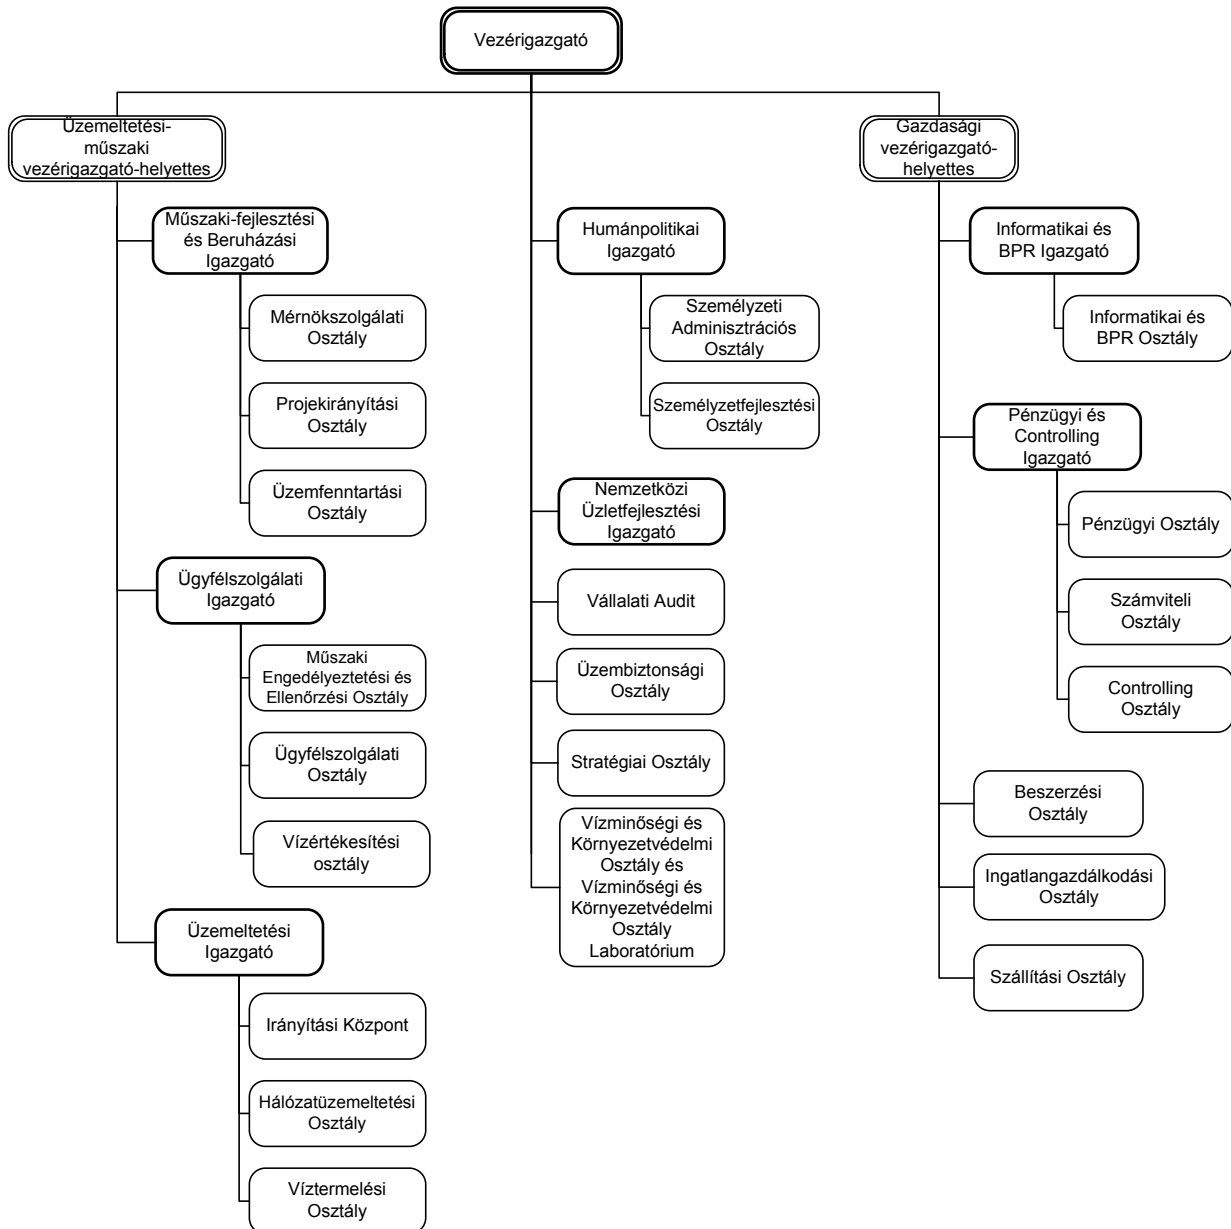 Vezérigazgató
Üzemeltetési-
műszaki
vezérigazgató-helyettes
Műszaki-fejlesztési
és Beruházási
Igazgató
Mérnökszolgálati
Osztály
Projekirányítási
Osztály
Üzemfenntartási
Osztály
Ügyfélszolgálati
Igazgató
Műszaki
Engedélyeztetési és
Ellenőrzési Osztály
Ügyfélszolgálati
Osztály
Vízértékesítési
osztály
Üzemeltetési
Igazgató
Irányítási Központ
Hálózatüzemeltetési
Osztály
Víztermelési
Osztály
Humánpolitikai
Igazgató
Személyzeti
Adminisztrációs
Osztály
Személyzetfejlesztési
Osztály
Nemzetközi
Üzletfejlesztési
Igazgató
Vállalati Audit
Üzembiztonsági
Osztály
Stratégiai Osztály
Vízminőségi és
Környezetvédelmi
Osztály és
Vízminőségi és
Környezetvédelmi
Osztály
Laboratórium
Gazdasági
vezérigazgató-
helyettes
Informatikai és
BPR Igazgató
Informatikai és
BPR Osztály
Pénzügyi és
Controlling
Igazgató
Pénzügyi Osztály
Számviteli
Osztály
Controlling
Osztály
Beszerzési
Osztály
Ingatlangazdálkodási
Osztály
Szállítási Osztály